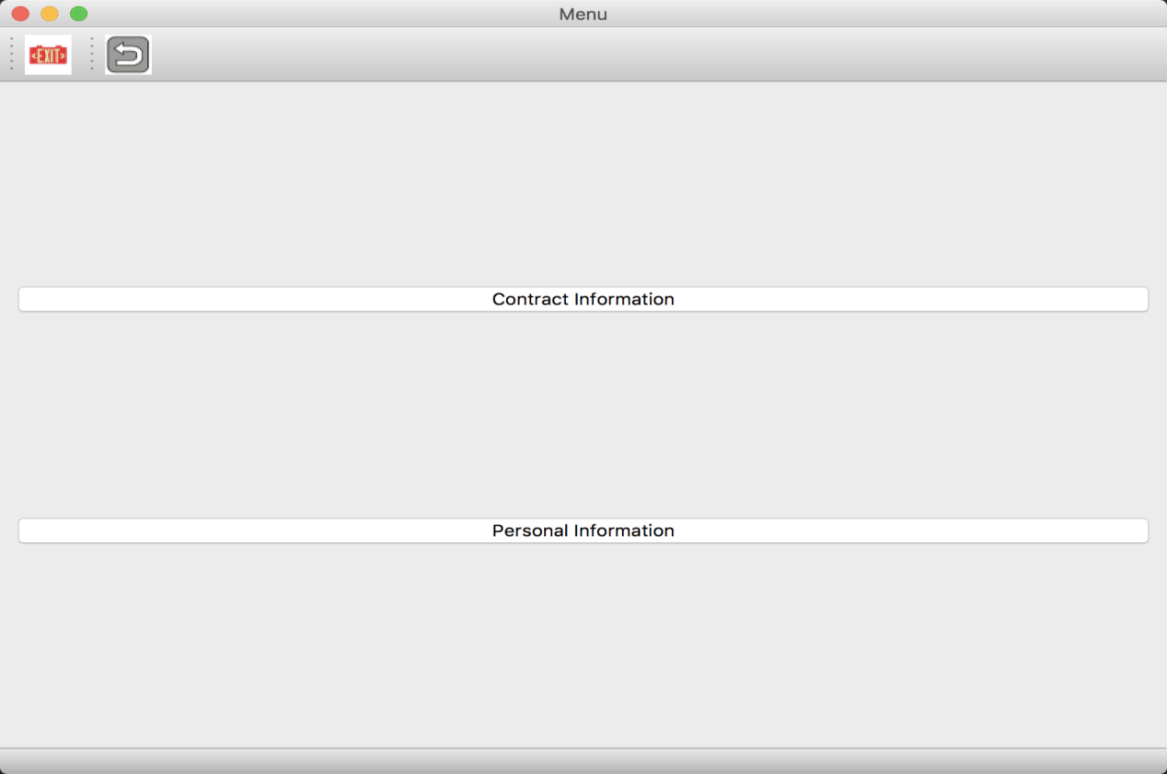 Menu
EXIT
Contract Information
Personal Information